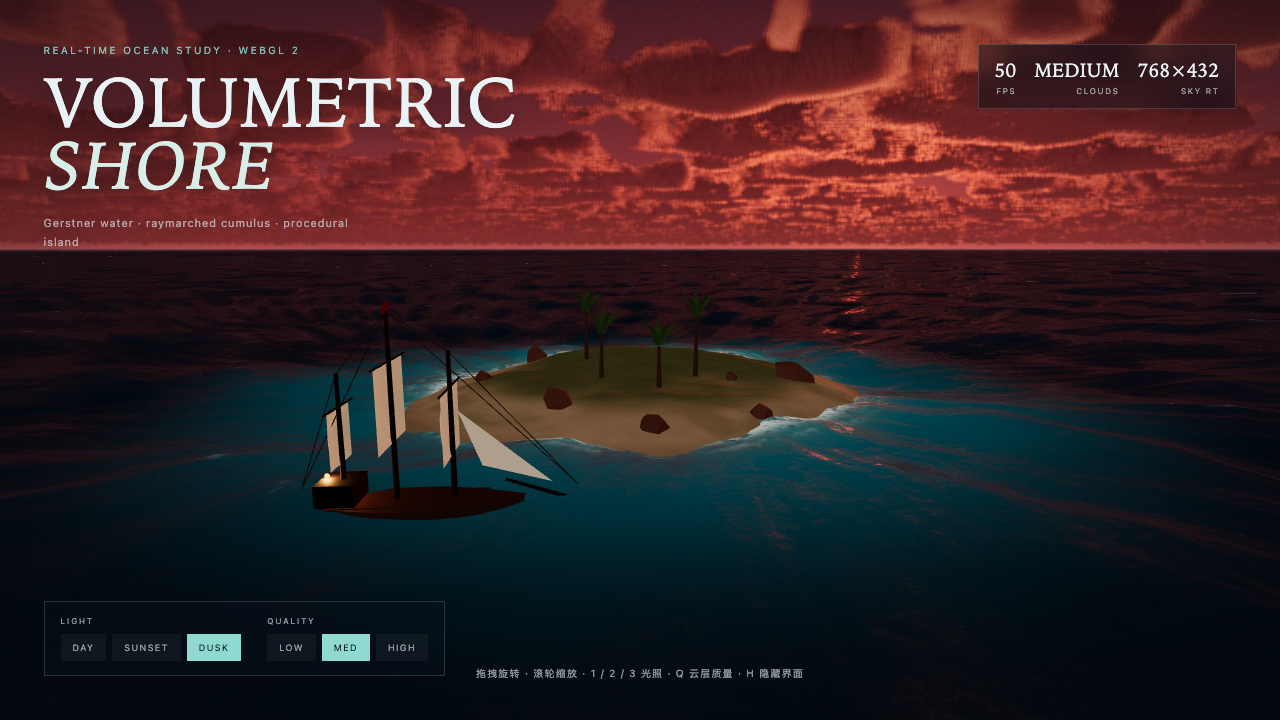 REAL-TIME OCEAN STUDY · WEBGL 2
VOLUMETRIC
SHORE
Gerstner water · raymarched cumulus · procedural
island
50 MEDIUM 768×432
FPS CLOUDS SKY RT
LIGHT QUALITY
DAY SUNSET DUSK LOW MED HIGH
拖拽旋转 · 滚轮缩放 · 1 / 2 / 3 光照 · Q 云层质量 · H 隐藏界面